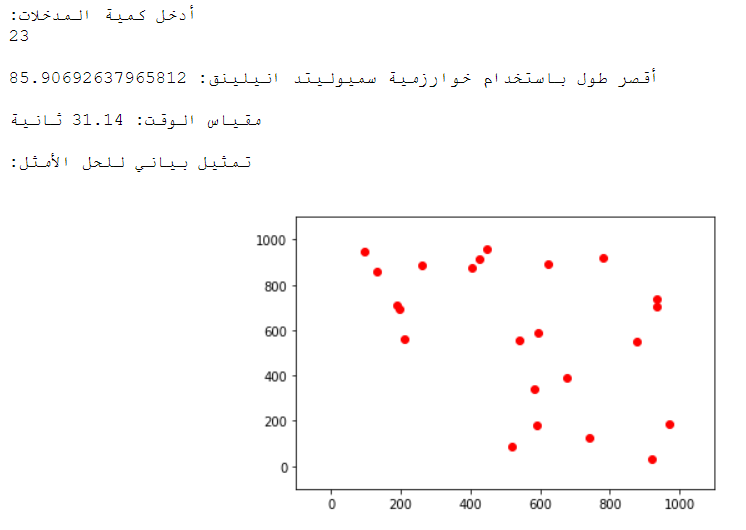 أدخل كمية المدخلات:
23
أقصر طول باستخدام خوارزمية سميوليتد انيلينق: 85.90692637965812
مقياس الوقت: 31.14 ثانية
تمثيل بياني للحل الأمثل:
1000
800
600
400
200
0
0 200 400 600 800 1000